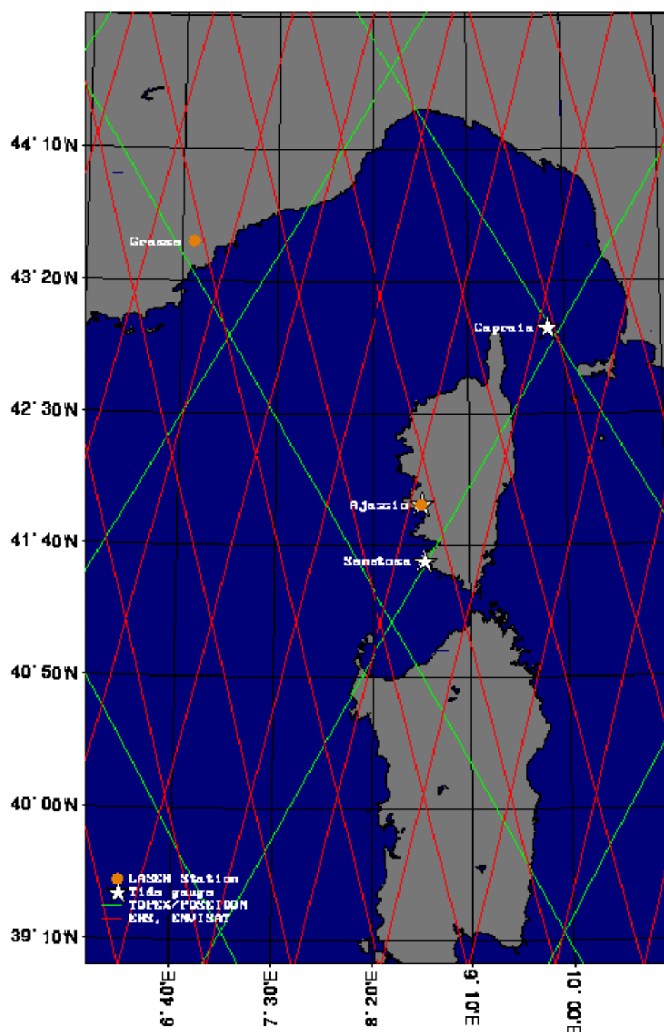 44°10'N
Grasse
43°20'N
Capraia
42°30'N
Ajaccio
41°40'N
Senetosa
40°50'N
40°00'N
LASER Station
Tide gauge
TOPEX/POSEIDON
ERS, ENVISAT
39°10'N
6°40'E
7°30'E
8°20'E
9°10'E
10°00'E